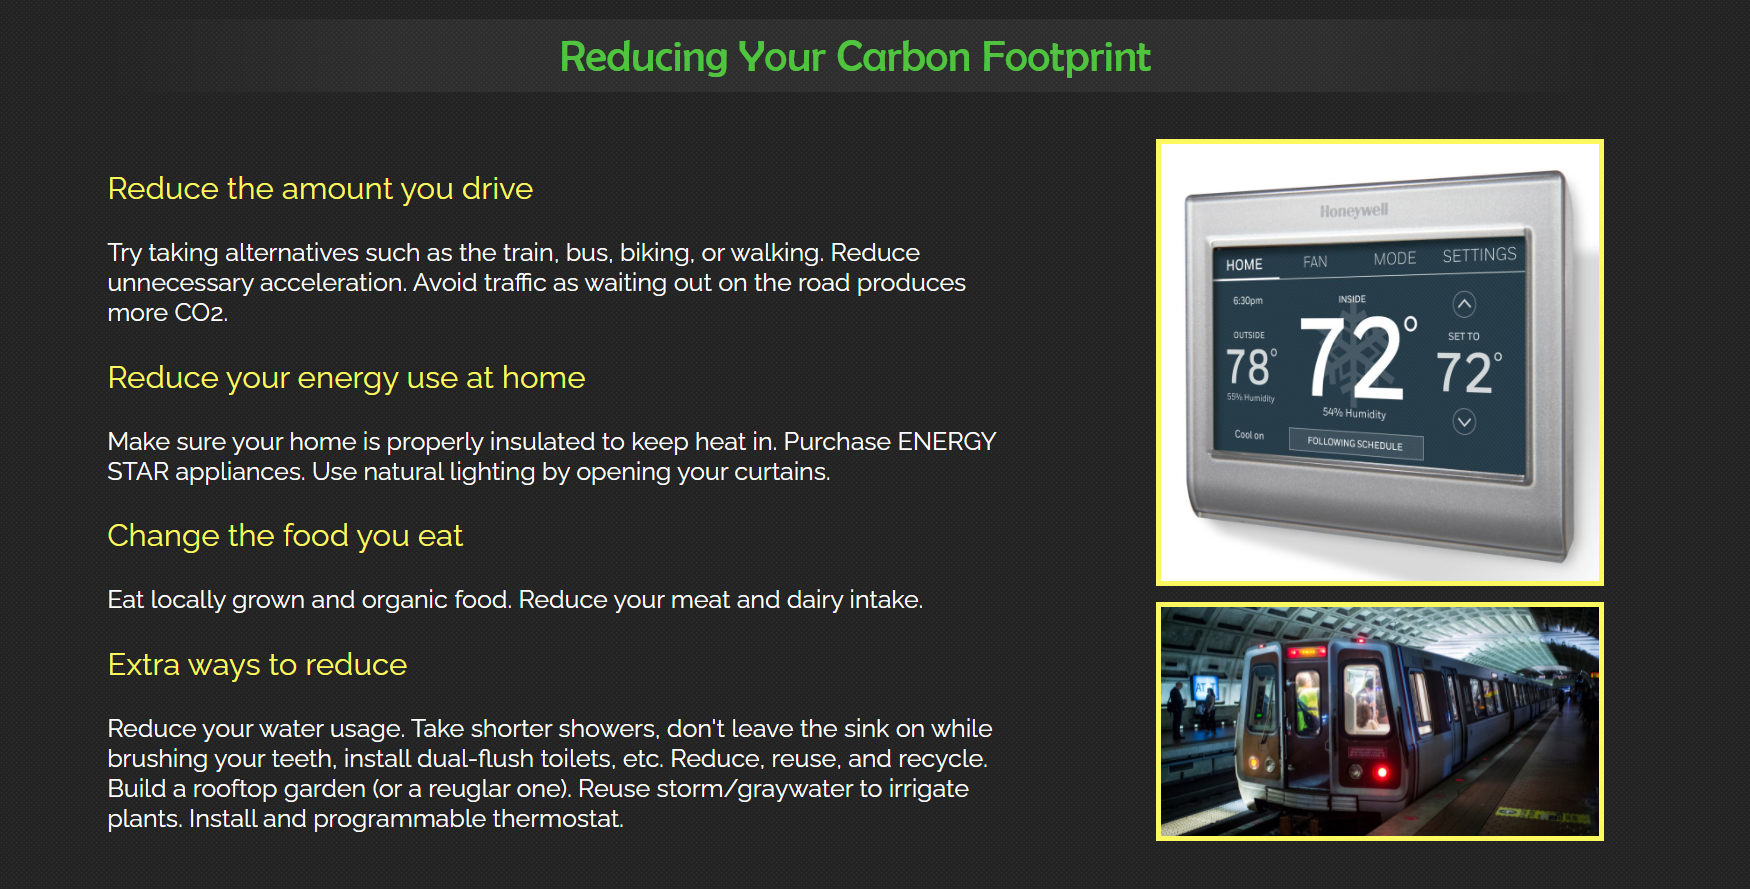 Reducing Your Carbon Footprint
Reduce the amount you drive
Try taking alternatives such as the train, bus, biking, or walking. Reduce
unnecessary acceleration. Avoid traffic as waiting out on the road produces
more CO2.
Reduce your energy use at home
Make sure your home is properly insulated to keep heat in. Purchase ENERGY
STAR appliances. Use natural lighting by opening your curtains.
Change the food you eat
Eat locally grown and organic food. Reduce your meat and dairy intake.
Extra ways to reduce
Reduce your water usage. Take shorter showers, don't leave the sink on while
brushing your teeth, install dual-flush toilets, etc. Reduce, reuse, and recycle.
Build a rooftop garden (or a reuglar one). Reuse storm/graywater to irrigate
plants. Install and programmable thermostat.
Honeywell
HOME FAN MODE SETTINGS
6:30pm
INSIDE
72°
54% Humidity
OUTSIDE
78°
55% Humidity
SET TO
72°
Cool on
FOLLOWING SCHEDULE